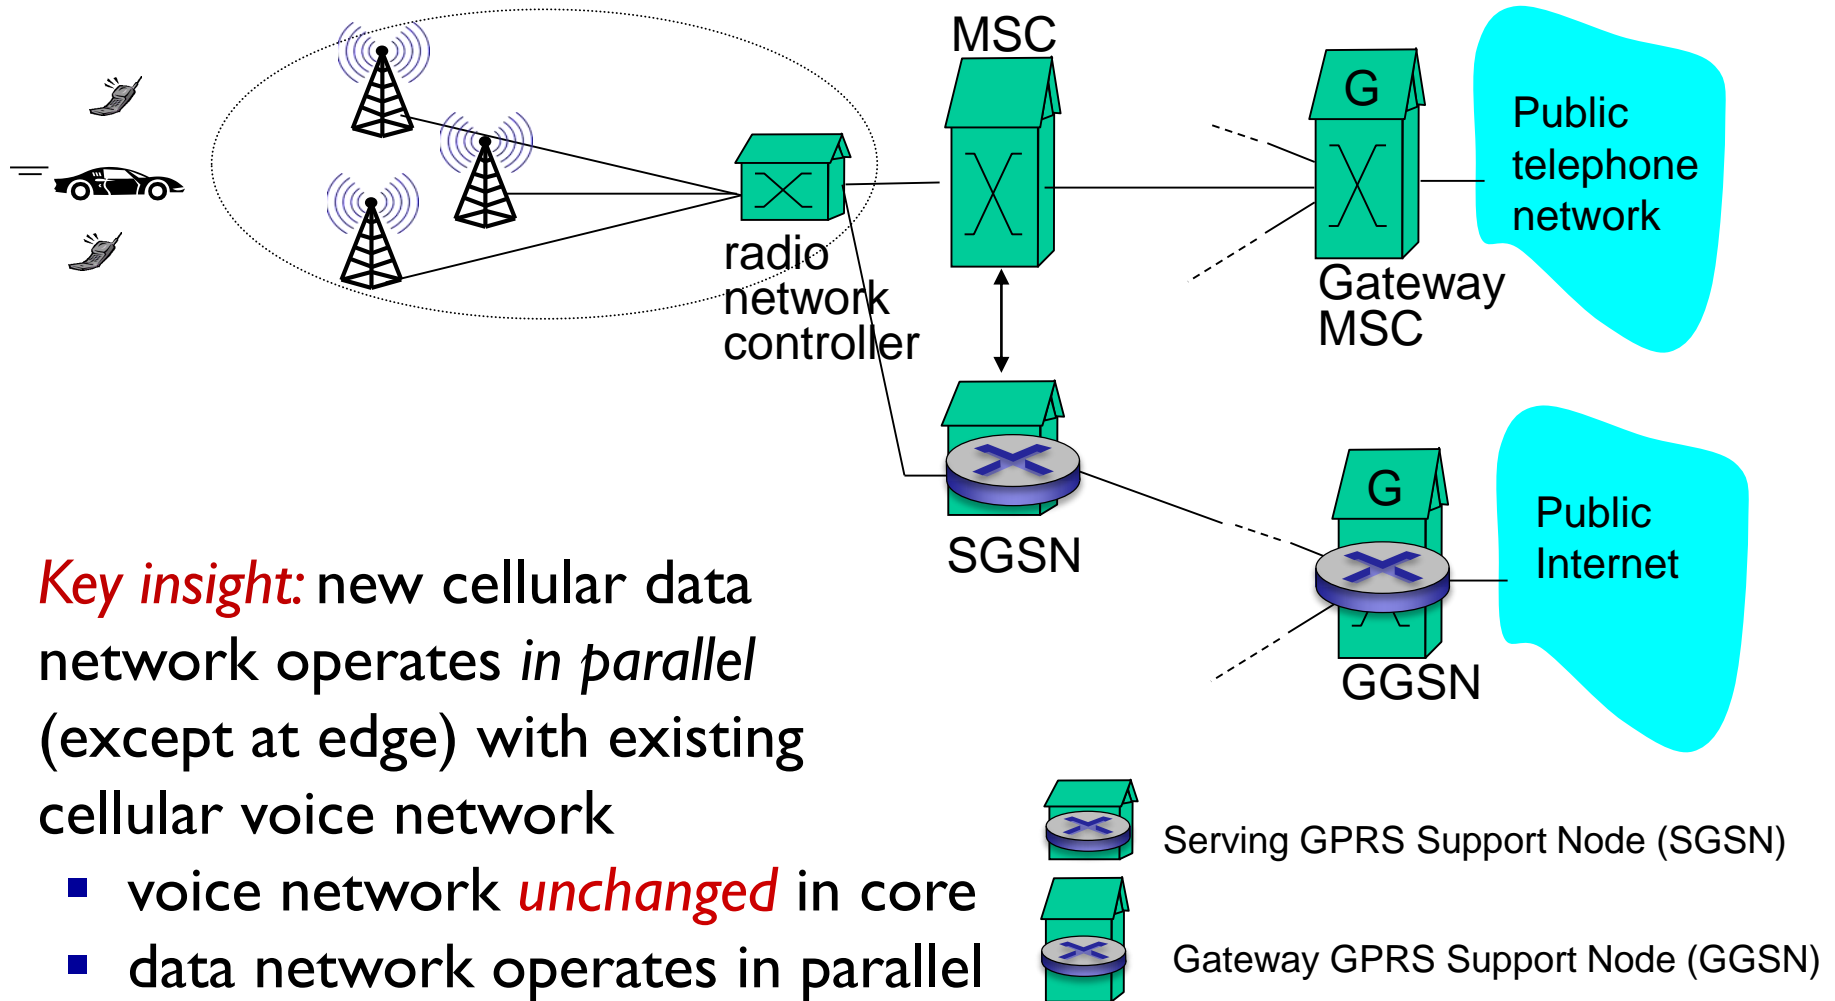 MSC
G
Public
telephone
network
radio
network
controller
Gateway
MSC
G
Public
Internet
SGSN
GGSN
Key insight: new cellular data
network operates in parallel
(except at edge) with existing
cellular voice network
voice network unchanged in core
data network operates in parallel
Serving GPRS Support Node (SGSN)
Gateway GPRS Support Node (GGSN)